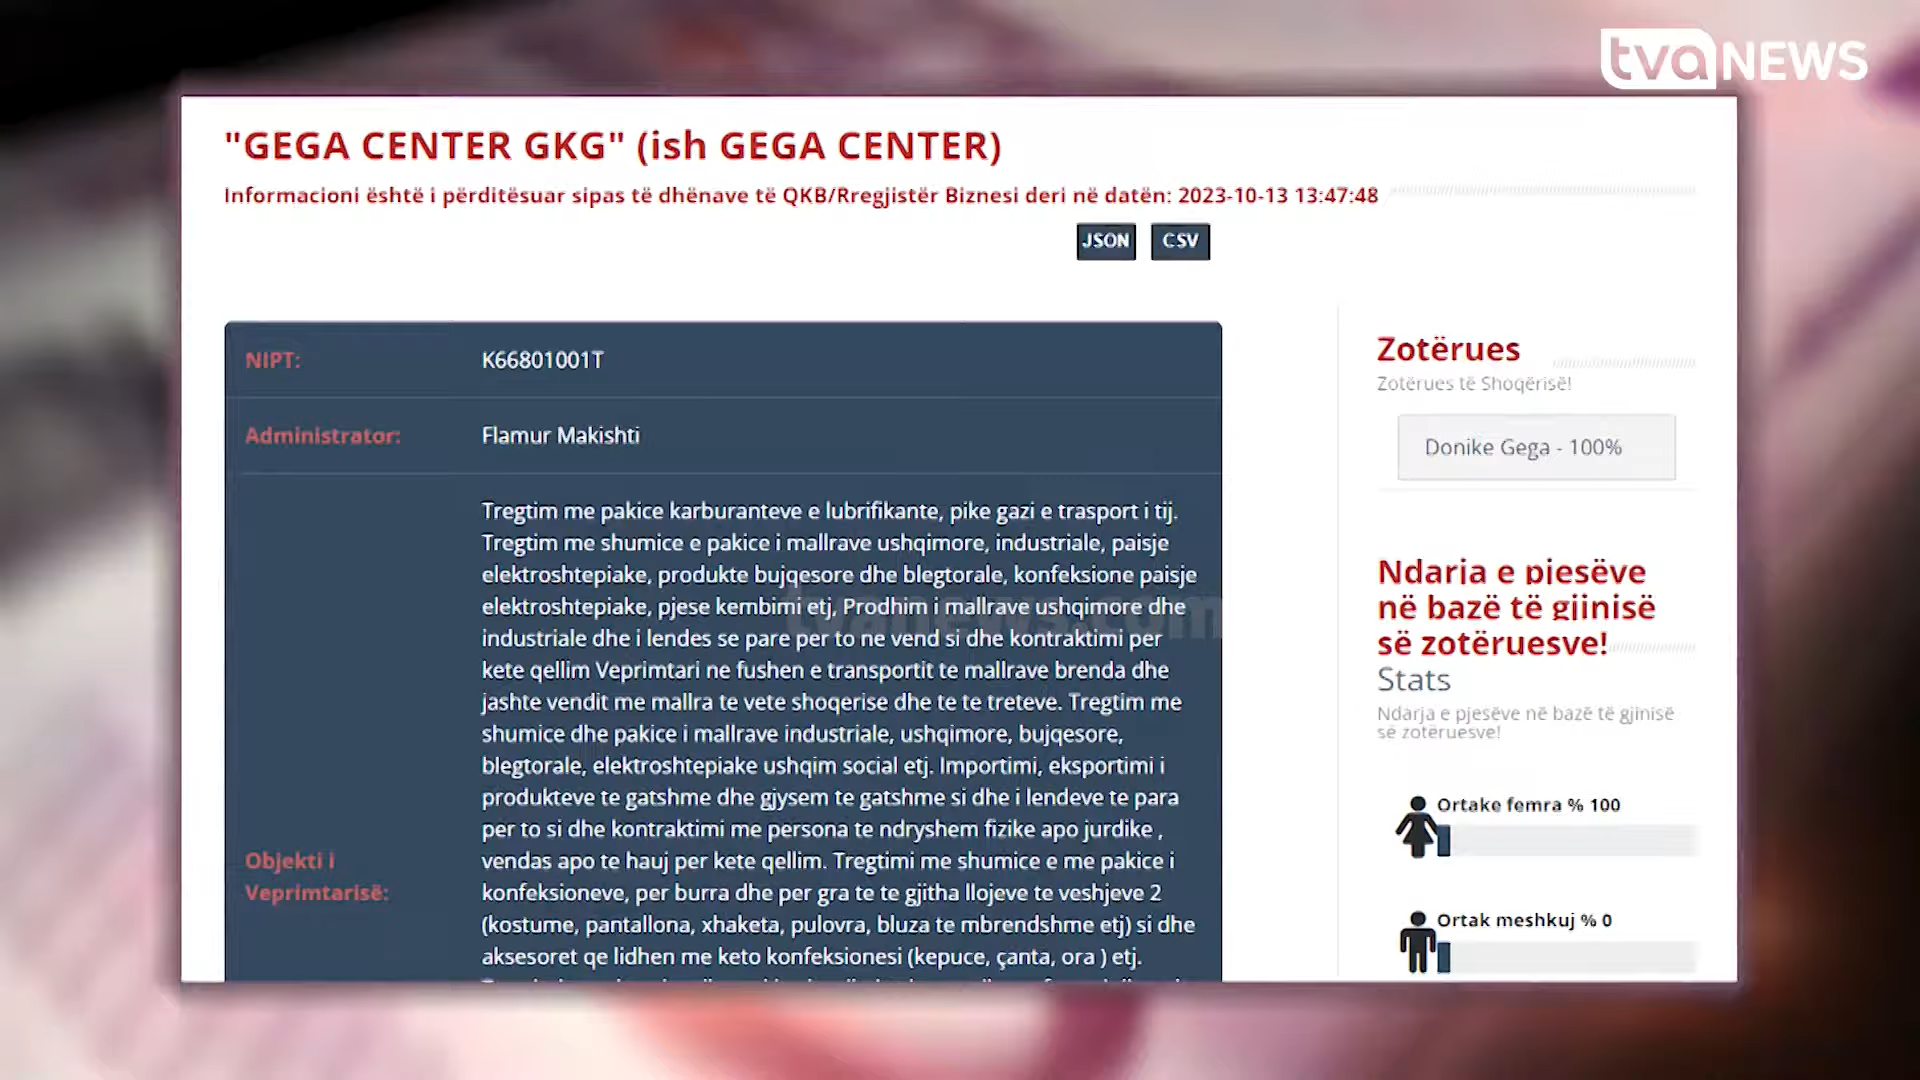 tva NEWS
"GEGA CENTER GKG" (ish GEGA CENTER)
Informacioni është i përditësuar sipas të dhënave të QKB/Rregjistër Biznesi deri në datën: 2023-10-13 13:47:48
JSON CSV
NIPT: K66801001T
Administrator: Flamur Makishti
Objekti i
Veprimtarisë:
Tregtim me pakice karburanteve e lubrifikante, pike gazi e trasport i tij.
Tregtim me shumice e pakice i mallrave ushqimore, industriale, paisje
elektroshtepiake, produkte bujqesore dhe blegtorale, konfeksione paisje
elektroshtepiake, pjese kembimi etj, Prodhim i mallrave ushqimore dhe
industriale dhe i lendes se pare per to ne vend si dhe kontraktimi per
kete qellim Veprimtari ne fushen e transportit te mallrave brenda dhe
jashte vendit me mallra te vete shoqerise dhe te te treteve. Tregtim me
shumice dhe pakice i mallrave industriale, ushqimore, bujqesore,
blegtorale, elektroshtepiake ushqim social etj. Importimi, eksportimi i
produkteve te gatshme dhe gjysem te gatshme si dhe i lendeve te para
per to si dhe kontraktimi me persona te ndryshem fizike apo jurdike ,
vendas apo te hauj per kete qellim. Tregtimi me shumice e me pakice i
konfeksioneve, per burra dhe per gra te te gjitha llojeve te veshjeve 2
(kostume, pantallona, xhaketa, pulovra, bluza te mbrendshme etj) si dhe
aksesoret qe lidhen me keto konfeksionesi (kepuce, çanta, ora ) etj.
tvanews.com
Zotërues
Zotërues të Shoqërisë!
Donike Gega - 100%
Ndarja e pjesëve
në bazë të gjinisë
së zotëruesve!
Stats
Ndarja e pjesëve në bazë të gjinisë
së zotëruesve!
Ortake femra % 100
Ortak meshkuj % 0